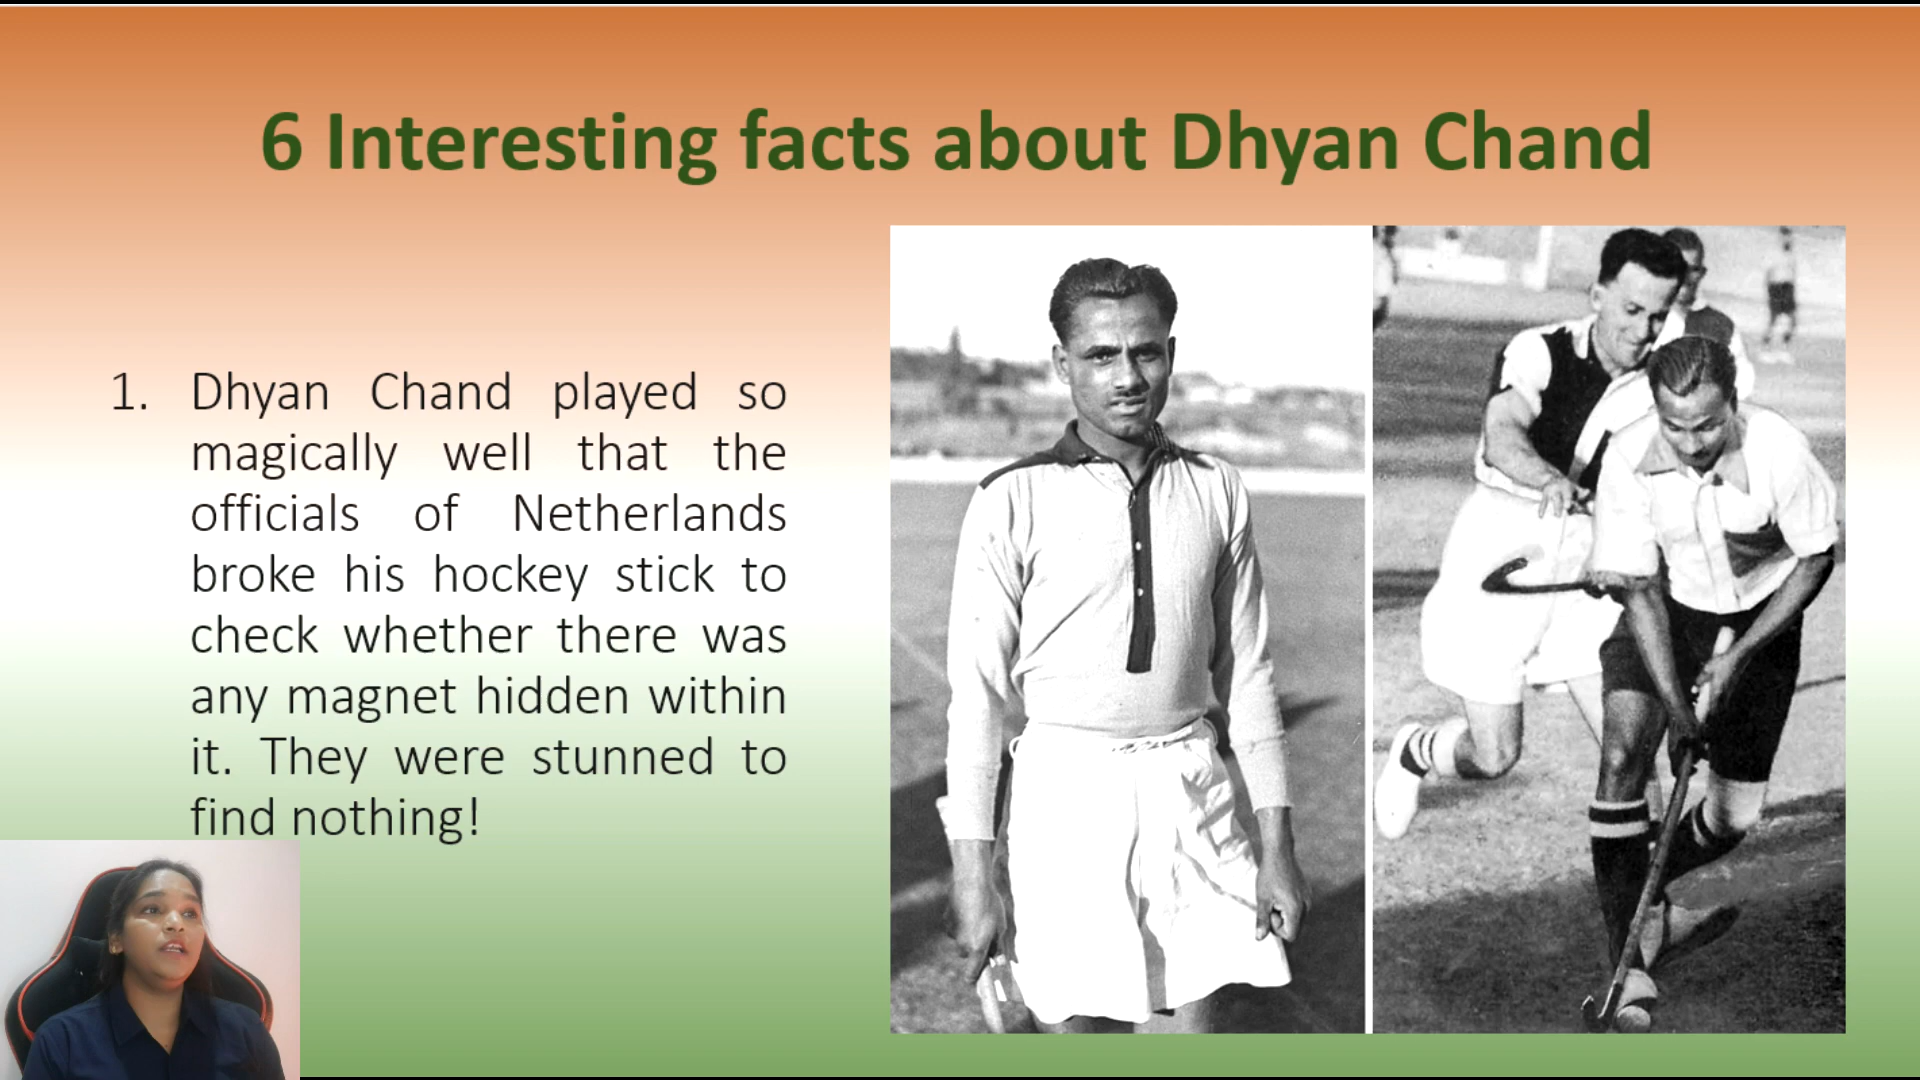 6 Interesting facts about Dhyan Chand
1. Dhyan Chand played so
magically well that the
officials of Netherlands
broke his hockey stick to
check whether there was
any magnet hidden within
it. They were stunned to
find nothing!